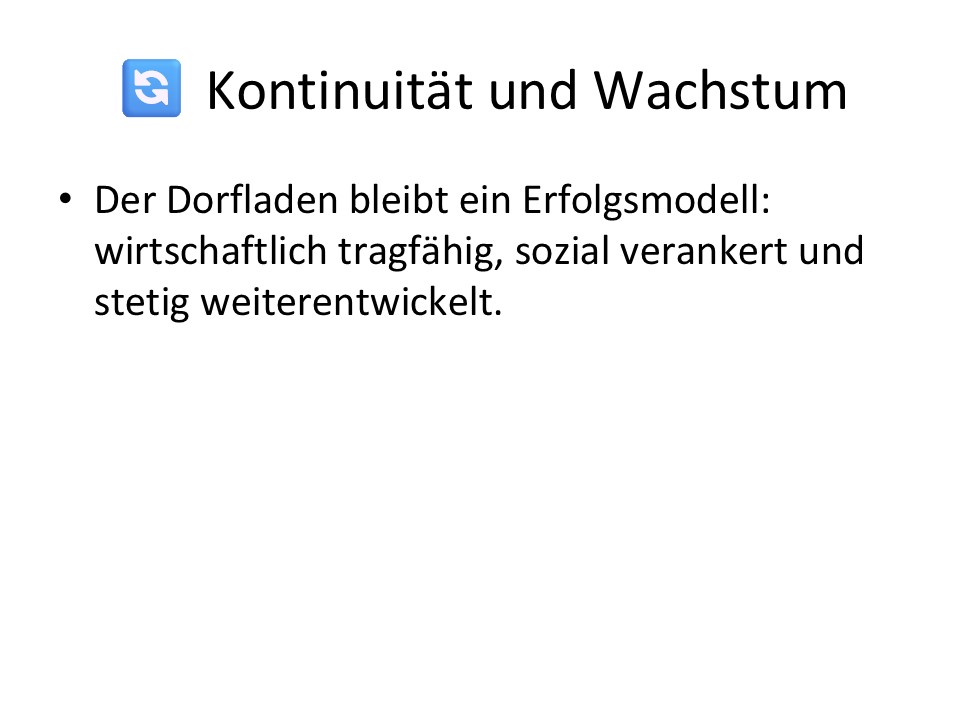 🔄 Kontinuität und Wachstum
• Der Dorfladen bleibt ein Erfolgsmodell:
wirtschaftlich tragfähig, sozial verankert und
stetig weiterentwickelt.